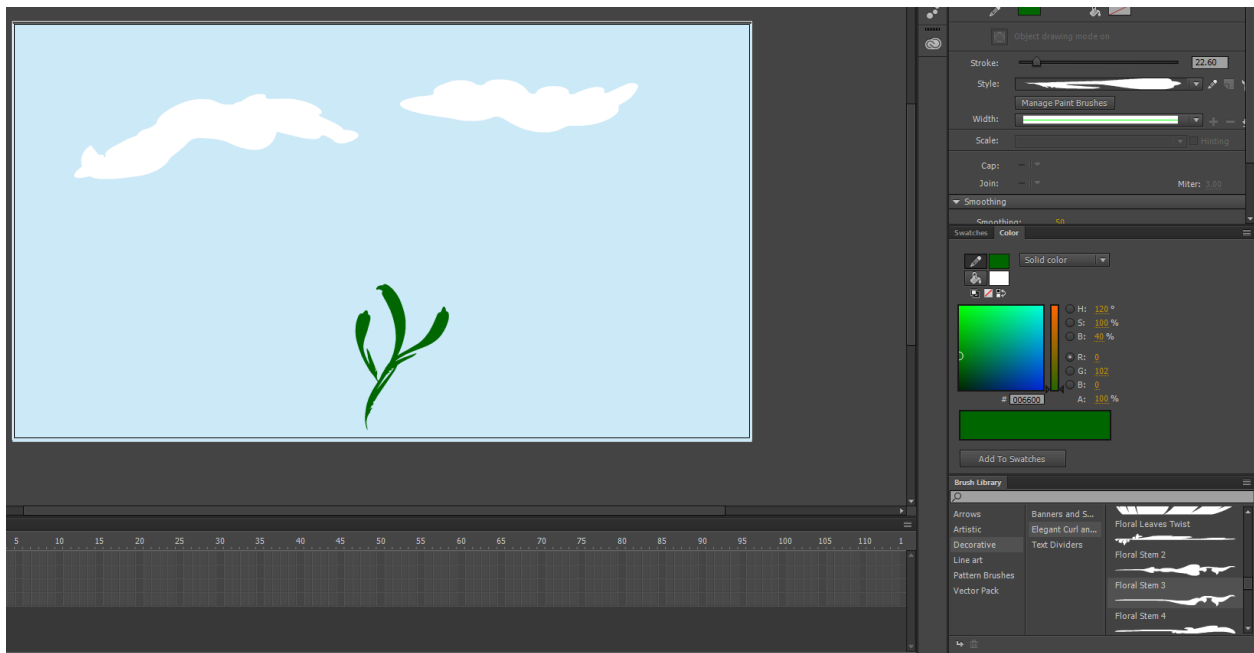 Object drawing mode on
Stroke: 22.60
Style:
Manage Paint Brushes
Width:
Scale: Hinting
Cap:
Join: Miter: 3.00
Smoothing
Smoothing: 50
Swatches Color
Solid color
H: 120 °
S: 100 %
B: 40 %
R: 0
G: 102
B: 0
# 006600 A: 100 %
Add To Swatches
Brush Library
Arrows
Artistic
Decorative
Line art
Pattern Brushes
Vector Pack
Banners and S...
Elegant Curl an...
Text Dividers
Floral Leaves Twist
Floral Stem 2
Floral Stem 3
Floral Stem 4
5 10 15 20 25 30 35 40 45 50 55 60 65 70 75 80 85 90 95 100 105 110 1